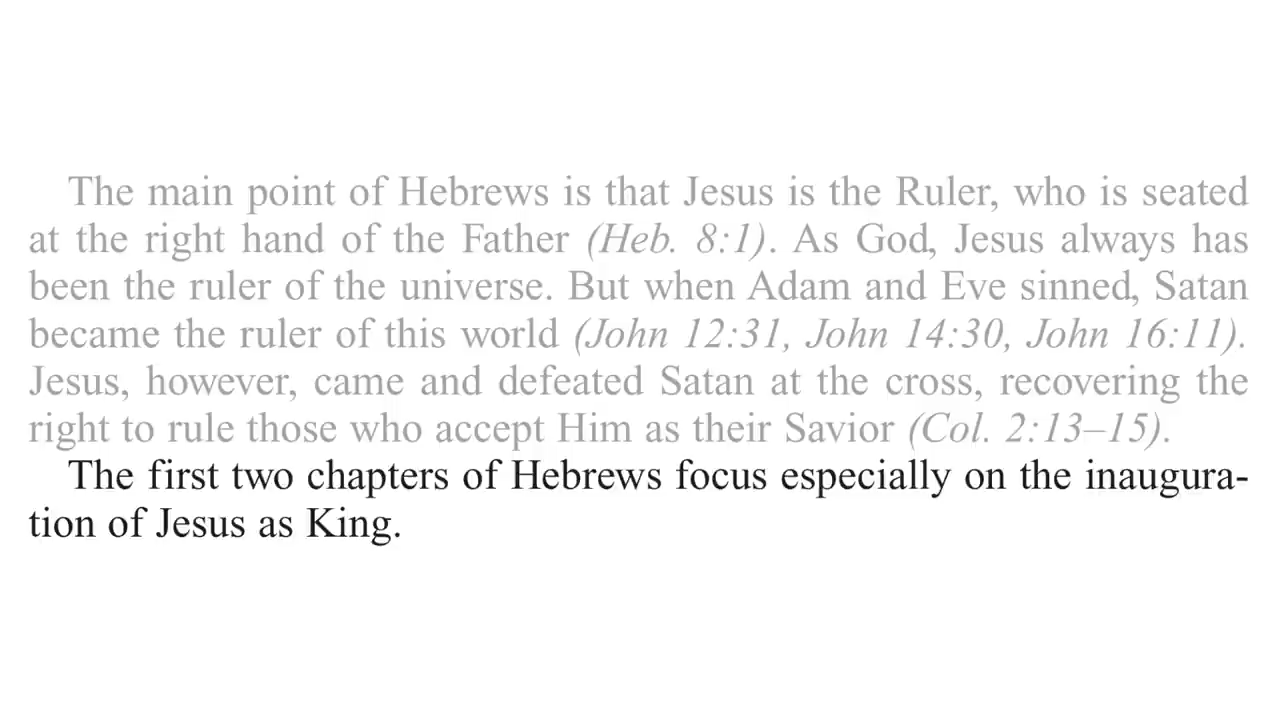 The main point of Hebrews is that Jesus is the Ruler, who is seated
at the right hand of the Father (Heb. 8:1). As God, Jesus always has
been the ruler of the universe. But when Adam and Eve sinned, Satan
became the ruler of this world (John 12:31, John 14:30, John 16:11).
Jesus, however, came and defeated Satan at the cross, recovering the
right to rule those who accept Him as their Savior (Col. 2:13–15).
The first two chapters of Hebrews focus especially on the inaugura-
tion of Jesus as King.